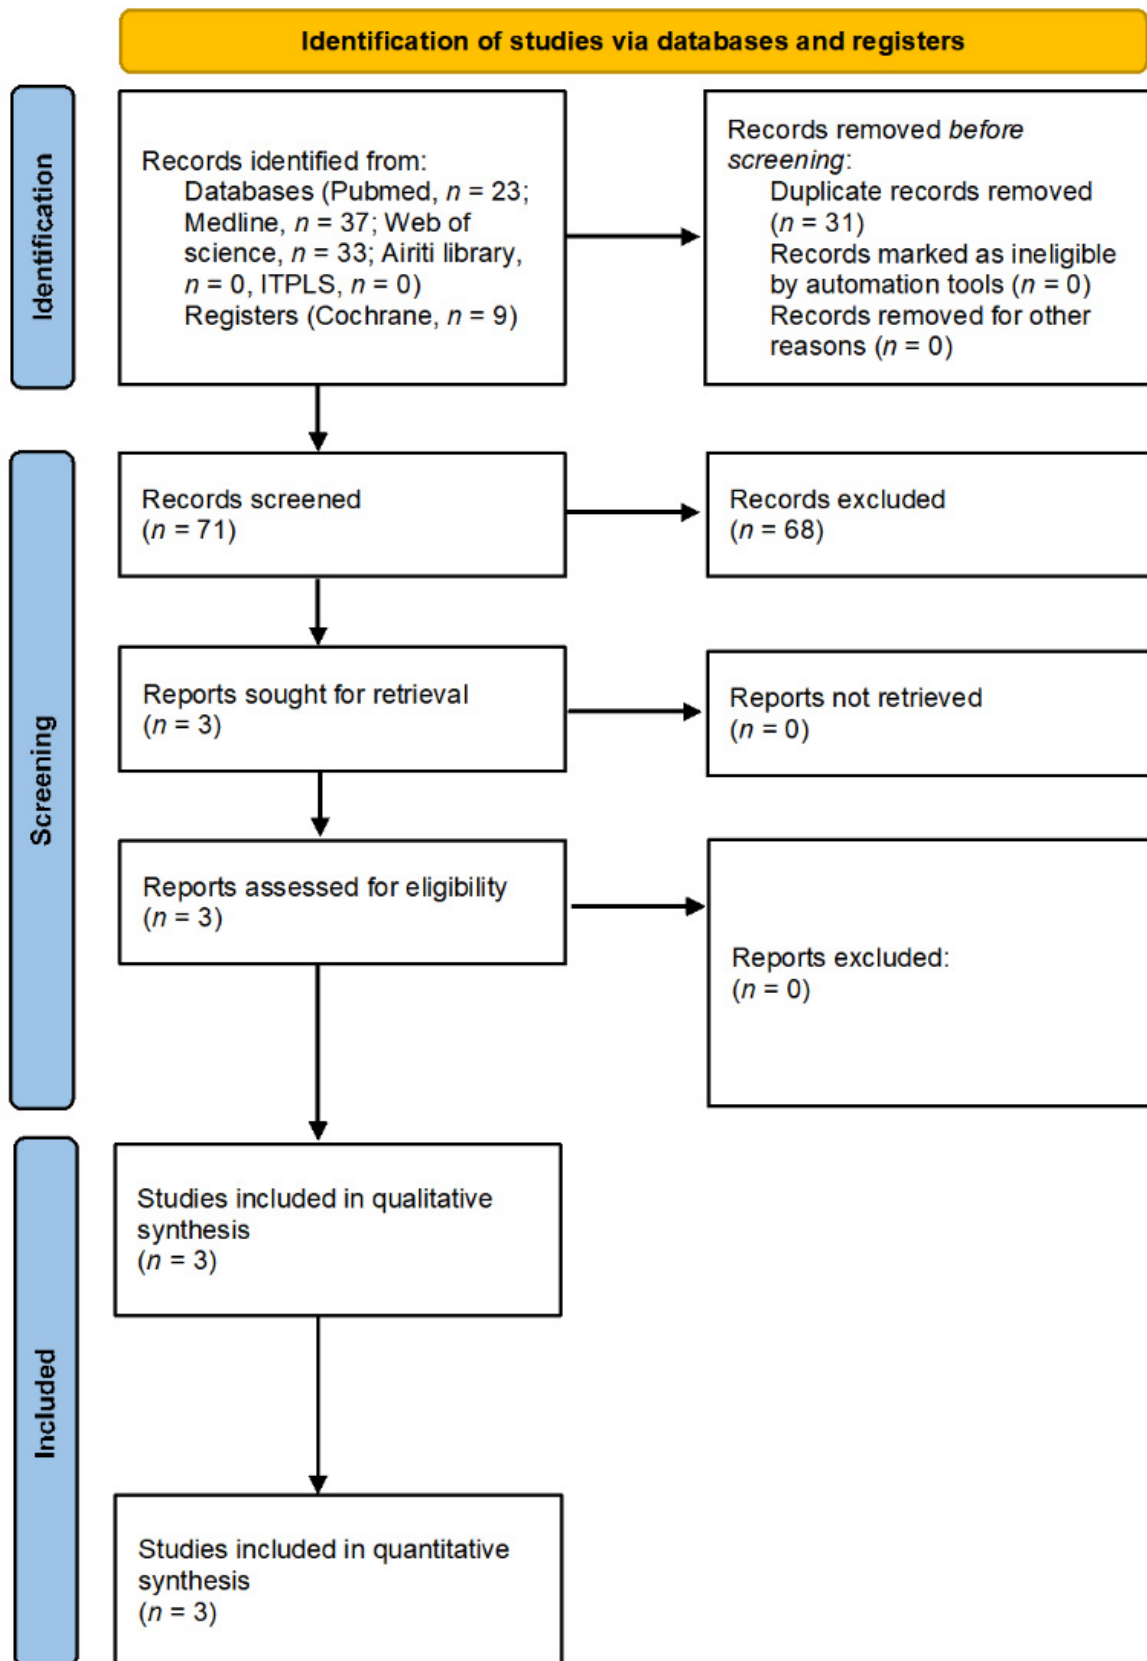 Identification of studies via databases and registers
Identification
Records identified from:
Databases (Pubmed, n = 23;
Medline, n = 37; Web of
science, n = 33; Airiti library,
n = 0, ITPLS, n = 0)
Registers (Cochrane, n = 9)
Records removed before
screening:
Duplicate records removed
(n = 31)
Records marked as ineligible
by automation tools (n = 0)
Records removed for other
reasons (n = 0)
Screening
Records screened
(n = 71)
Records excluded
(n = 68)
Reports sought for retrieval
(n = 3)
Reports not retrieved
(n = 0)
Reports assessed for eligibility
(n = 3)
Reports excluded:
(n = 0)
Included
Studies included in qualitative
synthesis
(n = 3)
Studies included in quantitative
synthesis
(n = 3)